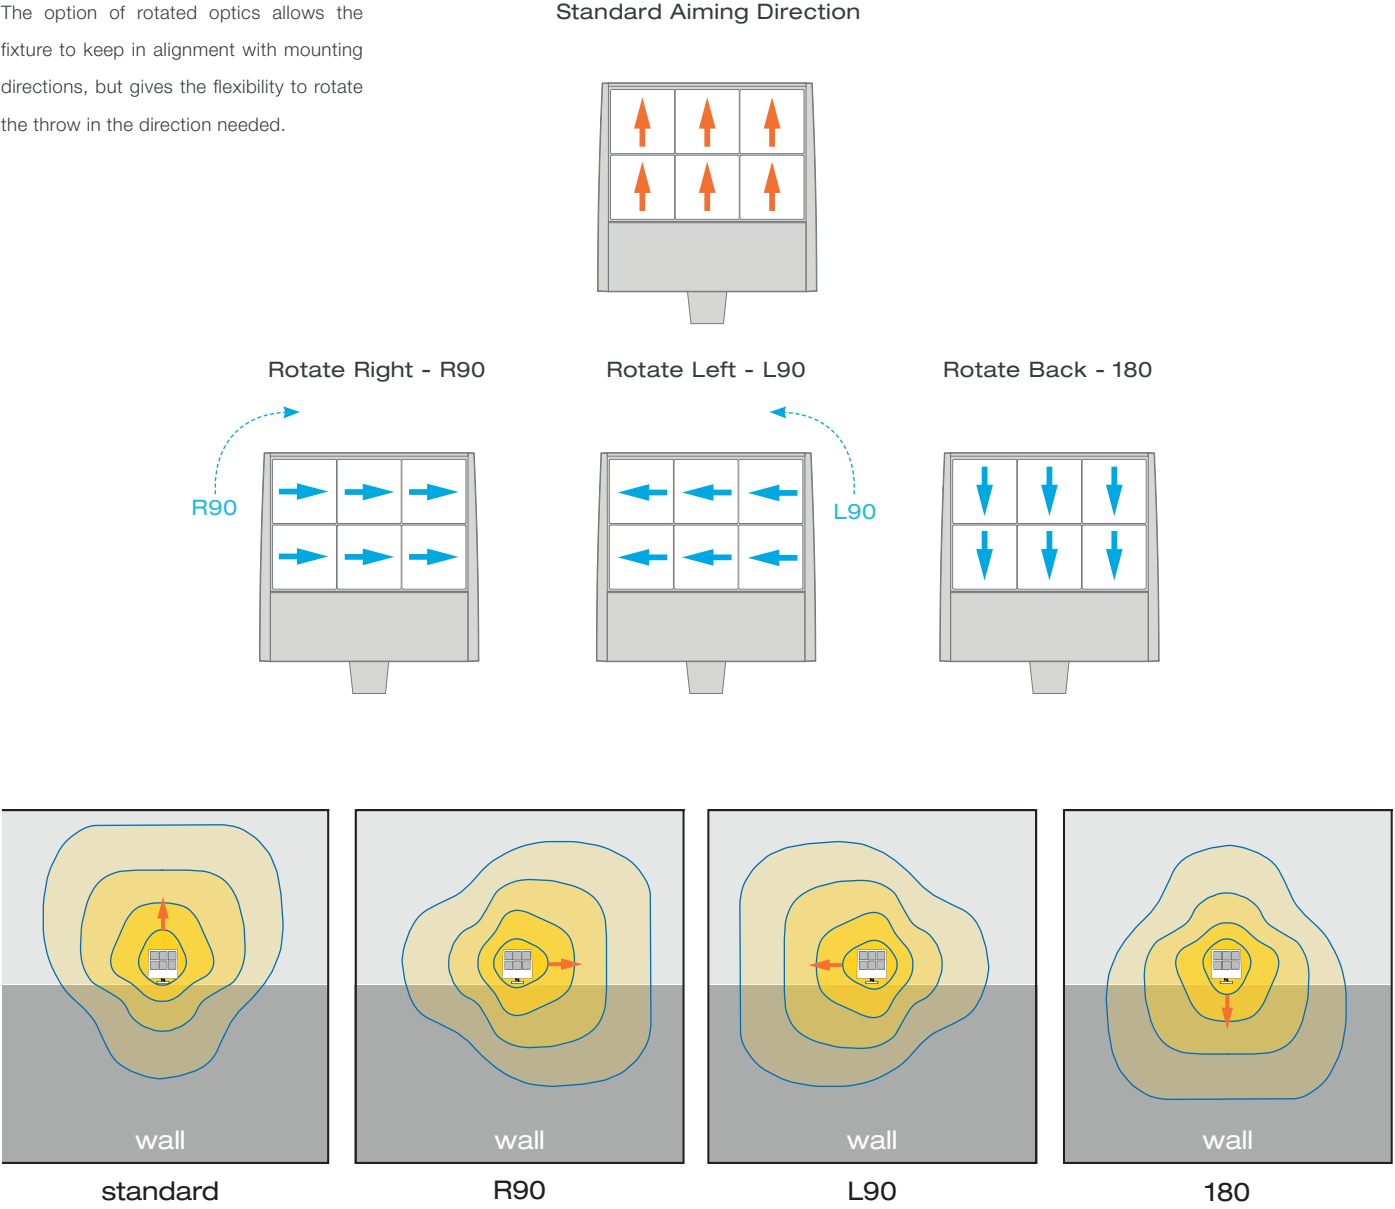 The option of rotated optics allows the
fixture to keep in alignment with mounting
directions, but gives the flexibility to rotate
the throw in the direction needed.
Standard Aiming Direction
Rotate Right - R90
Rotate Left - L90
Rotate Back - 180
R90
L90
wall
wall
wall
wall
standard
R90
L90
180